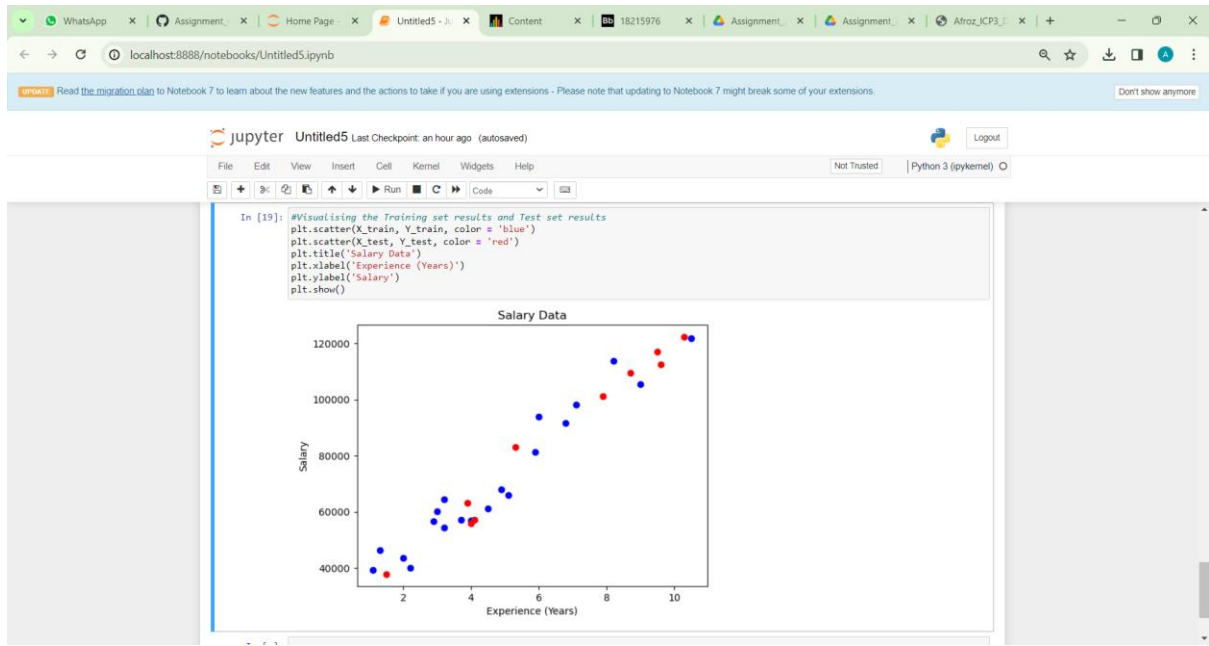 WhatsApp Assignment_ Home Page - Untitled5 - Ju Content Bb 18215976 Assignment_ Assignment_ Afroz_ICP3_
localhost:8888/notebooks/Untitled5.ipynb A
UPDATE Read the migration plan to Notebook 7 to learn about the new features and the actions to take if you are using extensions - Please note that updating to Notebook 7 might break some of your extensions. Don't show anymore
jupyter Untitled5 Last Checkpoint: an hour ago (autosaved) Logout
File Edit View Insert Cell Kernel Widgets Help Not Trusted Python 3 (ipykernel)
Run Code
In [19]: #Visualising the Training set results and Test set results
plt.scatter(X_train, Y_train, color = 'blue')
plt.scatter(X_test, Y_test, color = 'red')
plt.title('Salary Data')
plt.xlabel('Experience (Years)')
plt.ylabel('Salary')
plt.show()
Salary Data
120000
100000
80000
60000
40000
Salary
2 4 6 8 10
Experience (Years)